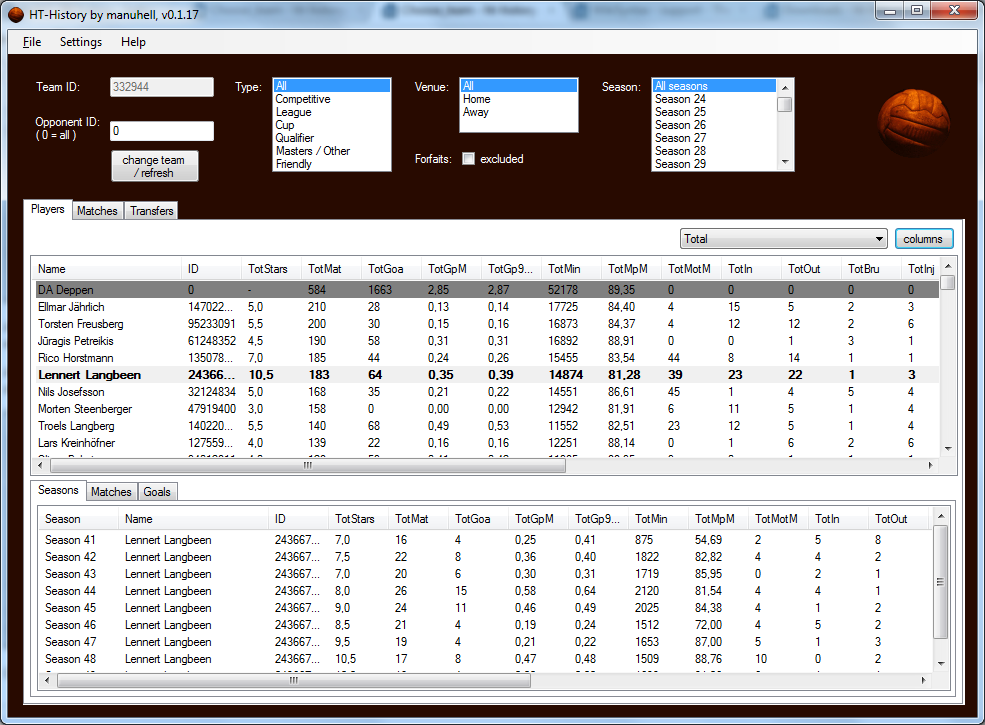 HT-History by manuhell, v0.1.17
File Settings Help
Team ID: 332944 Type: All Competitive League Cup Qualifier Masters / Other Friendly
Opponent ID: ( 0 = all ) 0
change team / refresh
Venue: All Home Away
Forfaits: excluded
Season: All seasons Season 24 Season 25 Season 26 Season 27 Season 28 Season 29
Players Matches Transfers
Total columns
Name ID TotStars TotMat TotGoa TotGpM TotGp9... TotMin TotMpM TotMotM TotIn TotOut TotBru TotInj
DA Deppen 0 - 584 1663 2,85 2,87 52178 89,35 0 0 0 0 0
Ellmar Jährlich 147022... 5,0 210 28 0,13 0,14 17725 84,40 4 15 5 2 3
Torsten Freusberg 95233091 5,5 200 30 0,15 0,16 16873 84,37 4 12 12 2 6
Jūragis Petreikis 61248352 4,5 190 58 0,31 0,31 16892 88,91 0 0 1 3 1
Rico Horstmann 135078... 7,0 185 44 0,24 0,26 15455 83,54 44 8 14 1 1
Lennert Langbeen 24366... 10,5 183 64 0,35 0,39 14874 81,28 39 23 22 1 3
Nils Josefsson 32124834 5,0 168 35 0,21 0,22 14551 86,61 45 1 4 5 4
Morten Steenberger 47919400 3,0 158 0 0,00 0,00 12942 81,91 6 11 5 1 4
Troels Langberg 140220... 5,5 140 68 0,49 0,53 11552 82,51 23 12 5 1 4
Lars Kreinhöfner 127559... 4,0 139 22 0,16 0,16 12251 88,14 0 1 6 2 6
Seasons Matches Goals
Season Name ID TotStars TotMat TotGoa TotGpM TotGp9... TotMin TotMpM TotMotM TotIn TotOut
Season 41 Lennert Langbeen 243667... 7,0 16 4 0,25 0,41 875 54,69 2 5 8
Season 42 Lennert Langbeen 243667... 7,5 22 8 0,36 0,40 1822 82,82 4 4 2
Season 43 Lennert Langbeen 243667... 7,0 20 6 0,30 0,31 1719 85,95 0 2 1
Season 44 Lennert Langbeen 243667... 8,0 26 15 0,58 0,64 2120 81,54 4 4 1
Season 45 Lennert Langbeen 243667... 9,0 24 11 0,46 0,49 2025 84,38 4 1 2
Season 46 Lennert Langbeen 243667... 8,5 21 4 0,19 0,24 1512 72,00 4 5 2
Season 47 Lennert Langbeen 243667... 9,5 19 4 0,21 0,22 1653 87,00 5 1 3
Season 48 Lennert Langbeen 243667... 10,5 17 8 0,47 0,48 1509 88,76 10 0 2